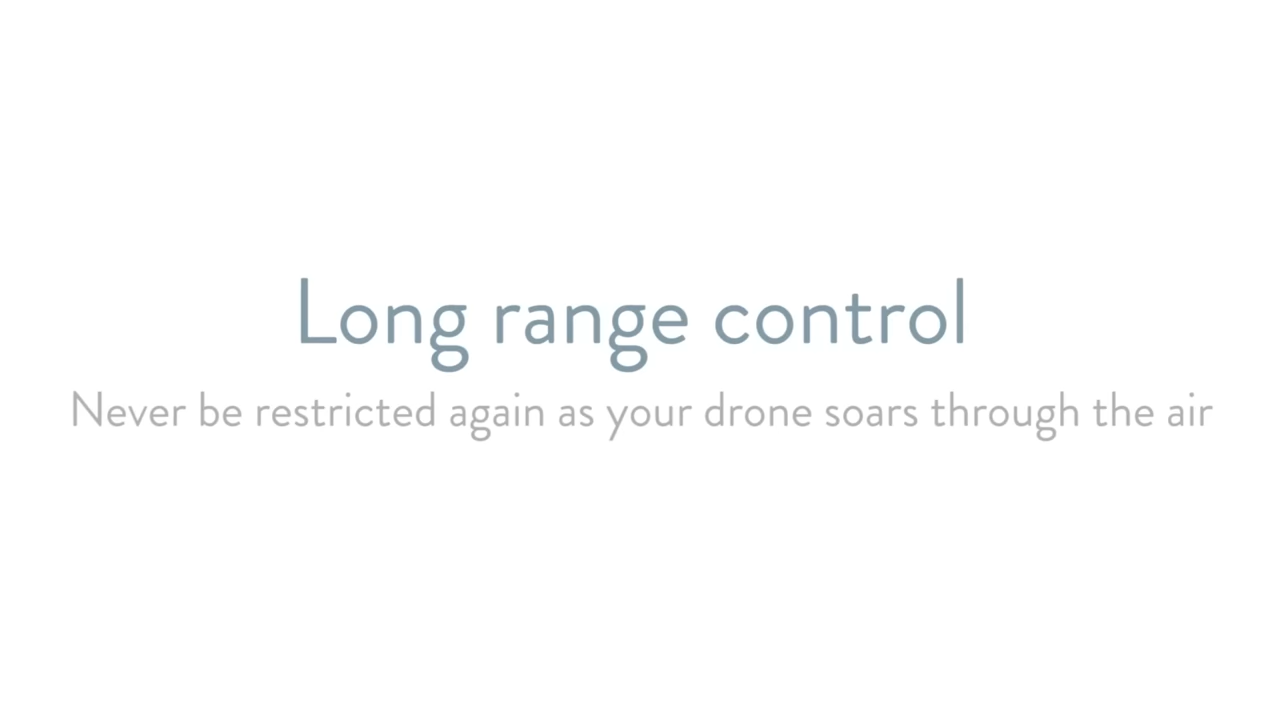 Long range control
Never be restricted again as your drone soars through the air